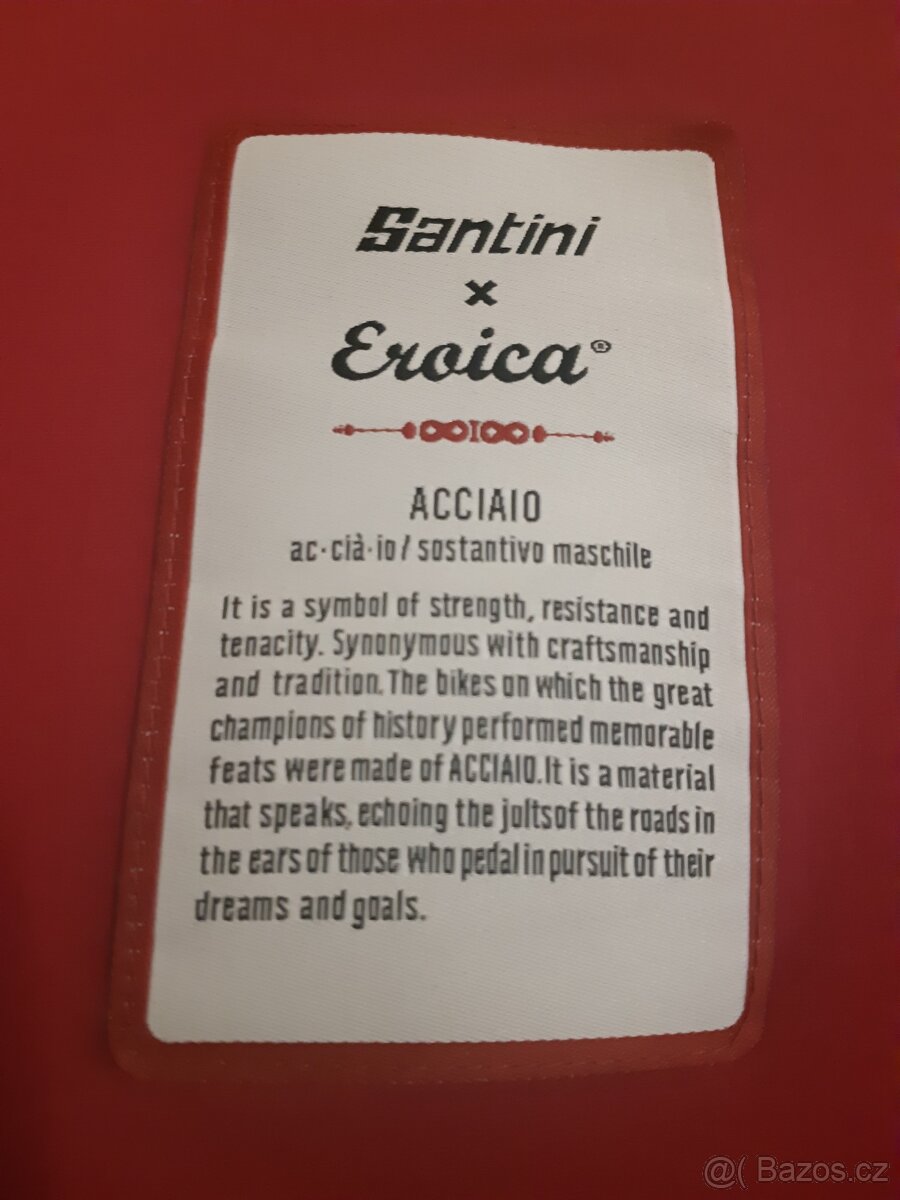 Santini
x
Eroica®
ACCIAIO
ac·cià·io / sostantivo maschile
It is a symbol of strength, resistance and
tenacity. Synonymous with craftsmanship
and tradition. The bikes on which the great
champions of history performed memorable
feats were made of ACCIAIO. It is a material
that speaks, echoing the jolts of the roads in
the ears of those who pedal in pursuit of their
dreams and goals.
@( Bazos.cz